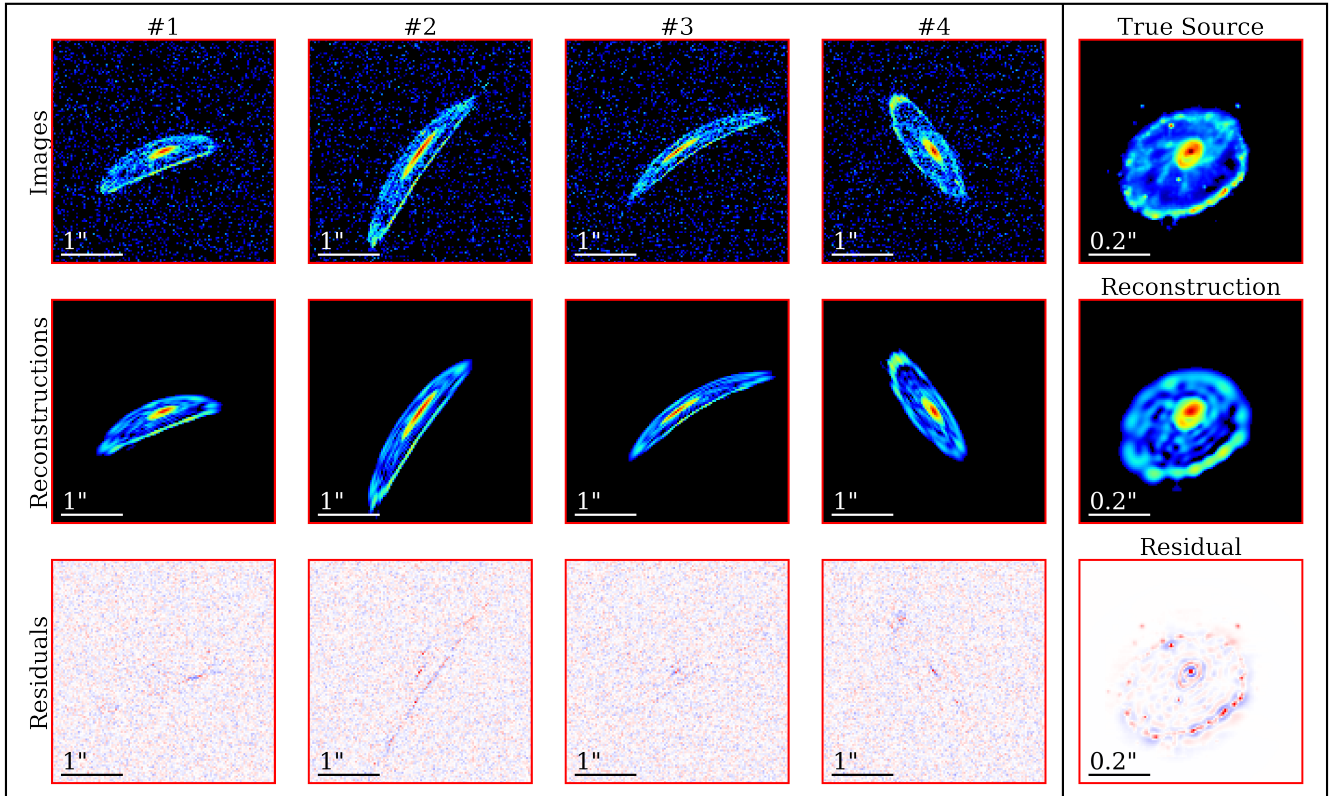 #1 #2 #3 #4 True Source
Images
1" 1" 1" 1" 0.2"
Reconstruction
Reconstructions
1" 1" 1" 1" 0.2"
Residual
Residuals
1" 1" 1" 1" 0.2"